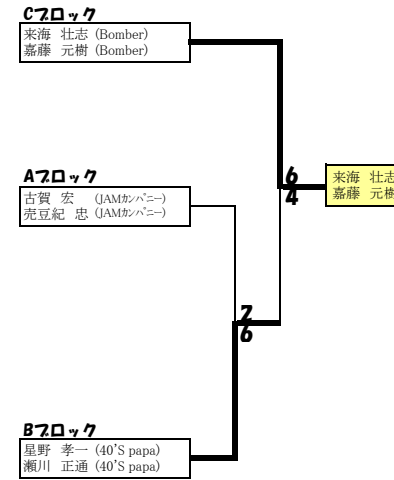 Cブロック
来海 壮志 (Bomber)
嘉藤 元樹 (Bomber)
Aブロック
古賀 宏 (JAMカンパニー)
売豆紀 忠 (JAMカンパニー)
6
4
来海 壮志
嘉藤 元樹
2
6
Bブロック
星野 孝一 (40'S papa)
瀬川 正通 (40'S papa)